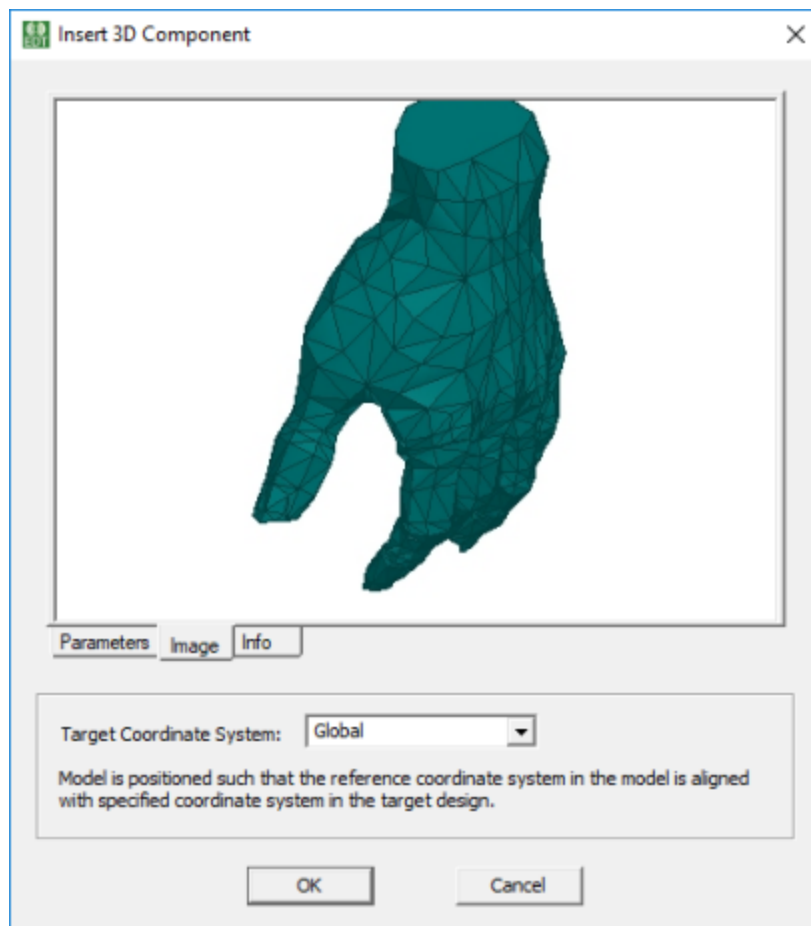 Insert 3D Component
Parameters
Image
Info
Target Coordinate System:
Global
Model is positioned such that the reference coordinate system in the model is aligned
with specified coordinate system in the target design.
OK
Cancel